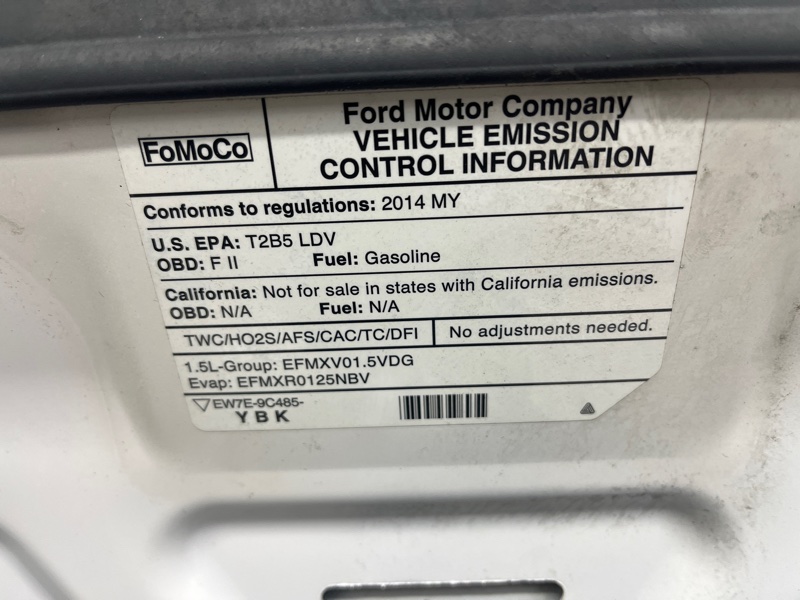 FoMoCo
Ford Motor Company
VEHICLE EMISSION
CONTROL INFORMATION
Conforms to regulations: 2014 MY
U.S. EPA: T2B5 LDV
OBD: F II Fuel: Gasoline
California: Not for sale in states with California emissions.
OBD: N/A Fuel: N/A
TWC/HO2S/AFS/CAC/TC/DFI No adjustments needed.
1.5L-Group: EFMXV01.5VDG
Evap: EFMXR0125NBV
EW7E-9C485-
YBK